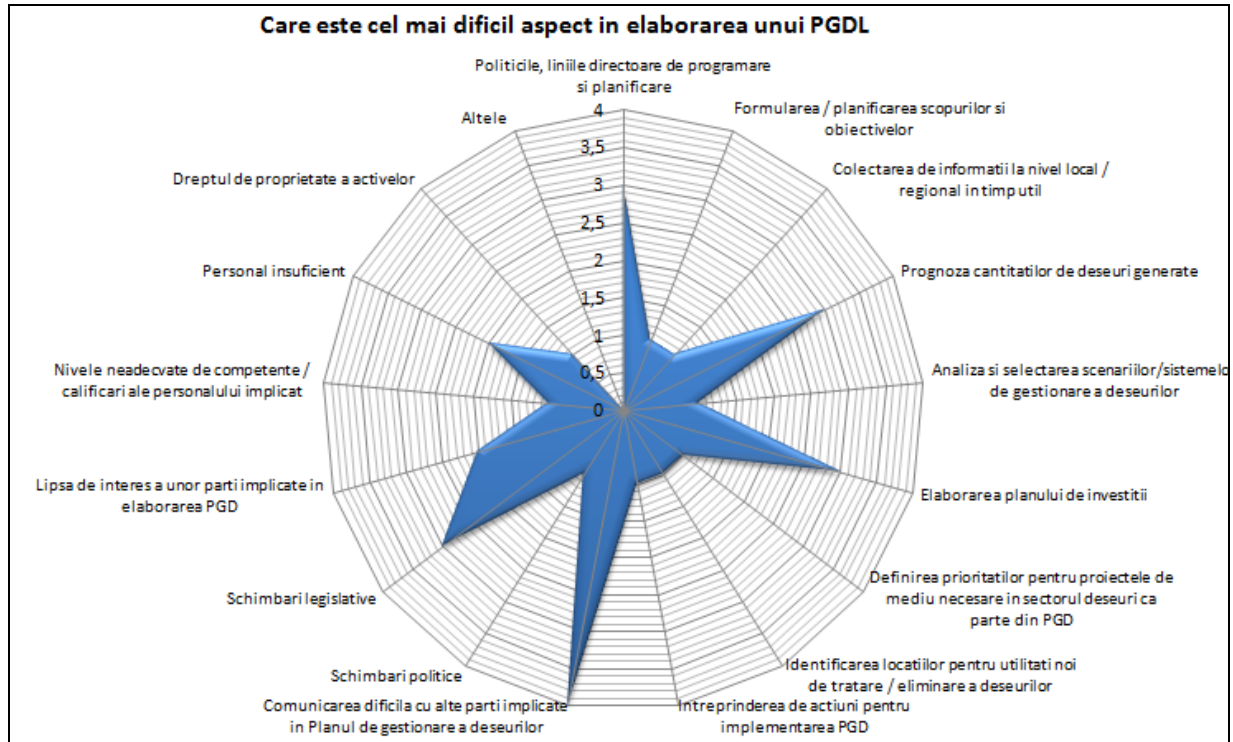 Care este cel mai dificil aspect in elaborarea unui PGDL
Politicile, liniile directoare de programare
si planificare
Formularea / planificarea scopurilor si
obiectivelor
Colectarea de informatii la nivel local /
regional in timp util
Prognoza cantitatilor de deseuri generate
Analiza si selectarea scenariilor/sistemelo
de gestionare a deseurilor
Elaborarea planului de investitii
Definirea prioritatilor pentru proiectele de
mediu necesare in sectorul deseuri ca
parte din PGD
Identificarea locatiilor pentru utilitati noi
de tratare / eliminare a deseurilor
Intreprinderea de actiuni pentru
implementarea PGD
Comunicarea dificila cu alte parti implicate
in Planul de gestionare a deseurilor
Schimbari politice
Schimbari legislative
Lipsa de interes a unor parti implicate in
elaborarea PGD
Nivele neadecvate de competente /
calificari ale personalului implicat
Personal insuficient
Dreptul de proprietate a activelor
Altele
4
3,5
3
2,5
2
1,5
1
0,5
0